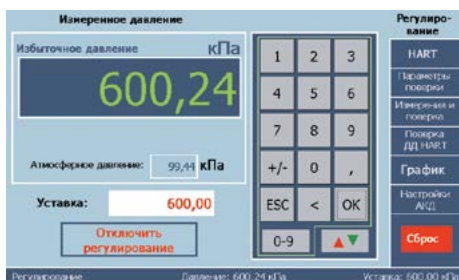 Измеренное давление
Избыточное давление кПа
600,24
Атмосферное давление: 99,44 кПа
Уставка: 600,00
Отключить
регулирование
1 2 3
4 5 6
7 8 9
+/- 0 ,
ESC < OK
0-9
Регулиро-
вание
HART
Параметры
поверки
Измерения и
поверка
Поверка
ДД HART
График
Настройки
АКД
Сброс
Регулирование Давление: 600,24 кПа Уставка: 600,00 кПа